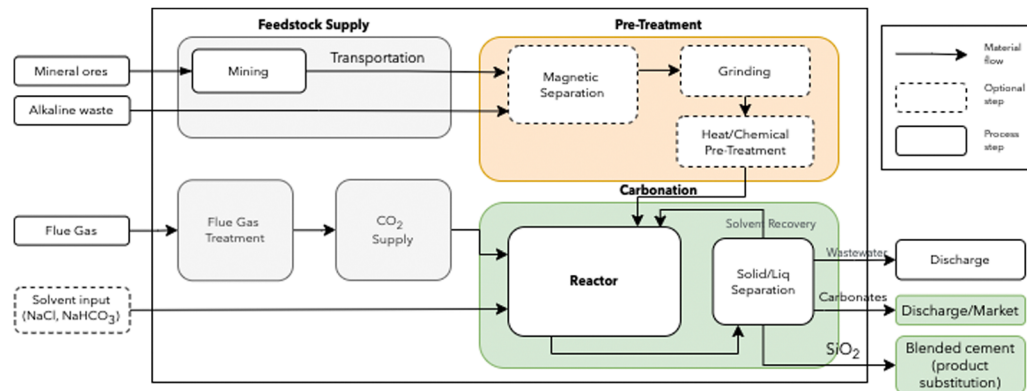 Feedstock Supply
Pre-Treatment
Mineral ores
Mining
Transportation
Alkaline waste
Magnetic
Separation
Grinding
Heat/Chemical
Pre-Treatment
Material
flow
Optional
step
Process
step
Carbonation
Flue Gas
Flue Gas
Treatment
CO2
Supply
Solvent input
(NaCl, NaHCO3)
Reactor
Solvent Recovery
Solid/Liq
Separation
Wastewater
Discharge
Carbonates
Discharge/Market
SiO2
Blended cement
(product
substitution)